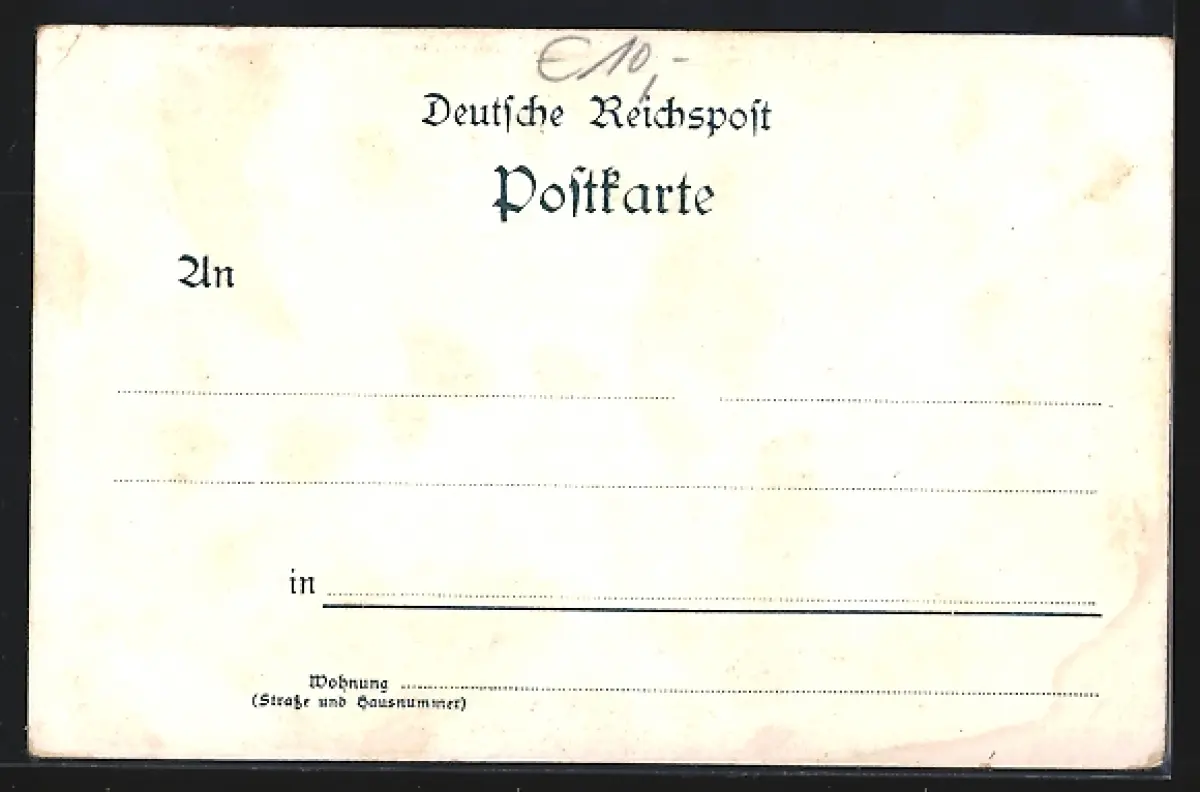 € 10,-
Deutſche Reichspoſt
Poſtkarte
An
in
Wohnung
(Straße und Hausnummer)